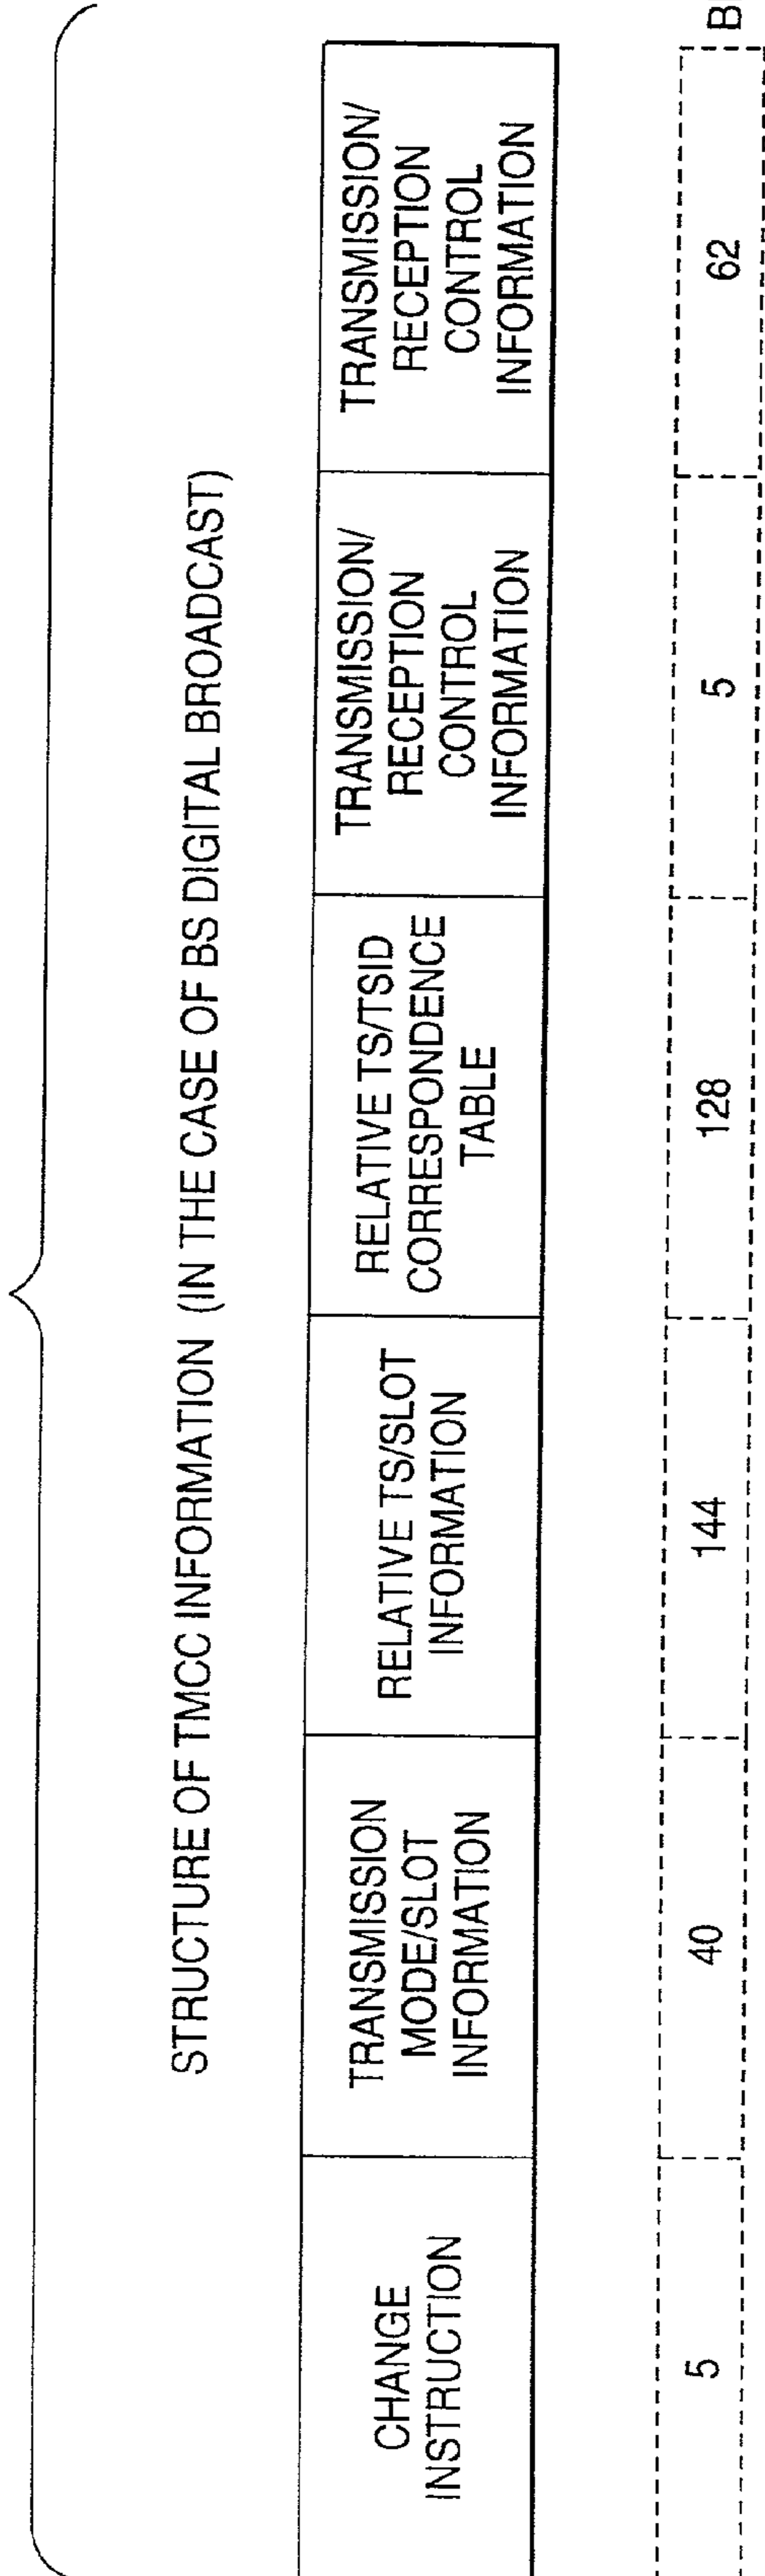 STRUCTURE OF TMCC INFORMATION (IN THE CASE OF BS DIGITAL BROADCAST)
CHANGE
INSTRUCTION
TRANSMISSION
MODE/SLOT
INFORMATION
RELATIVE TS/SLOT
INFORMATION
RELATIVE TS/TSID
CORRESPONDENCE
TABLE
TRANSMISSION/
RECEPTION
CONTROL
INFORMATION
TRANSMISSION/
RECEPTION
CONTROL
INFORMATION
5
40
144
128
5
62
B